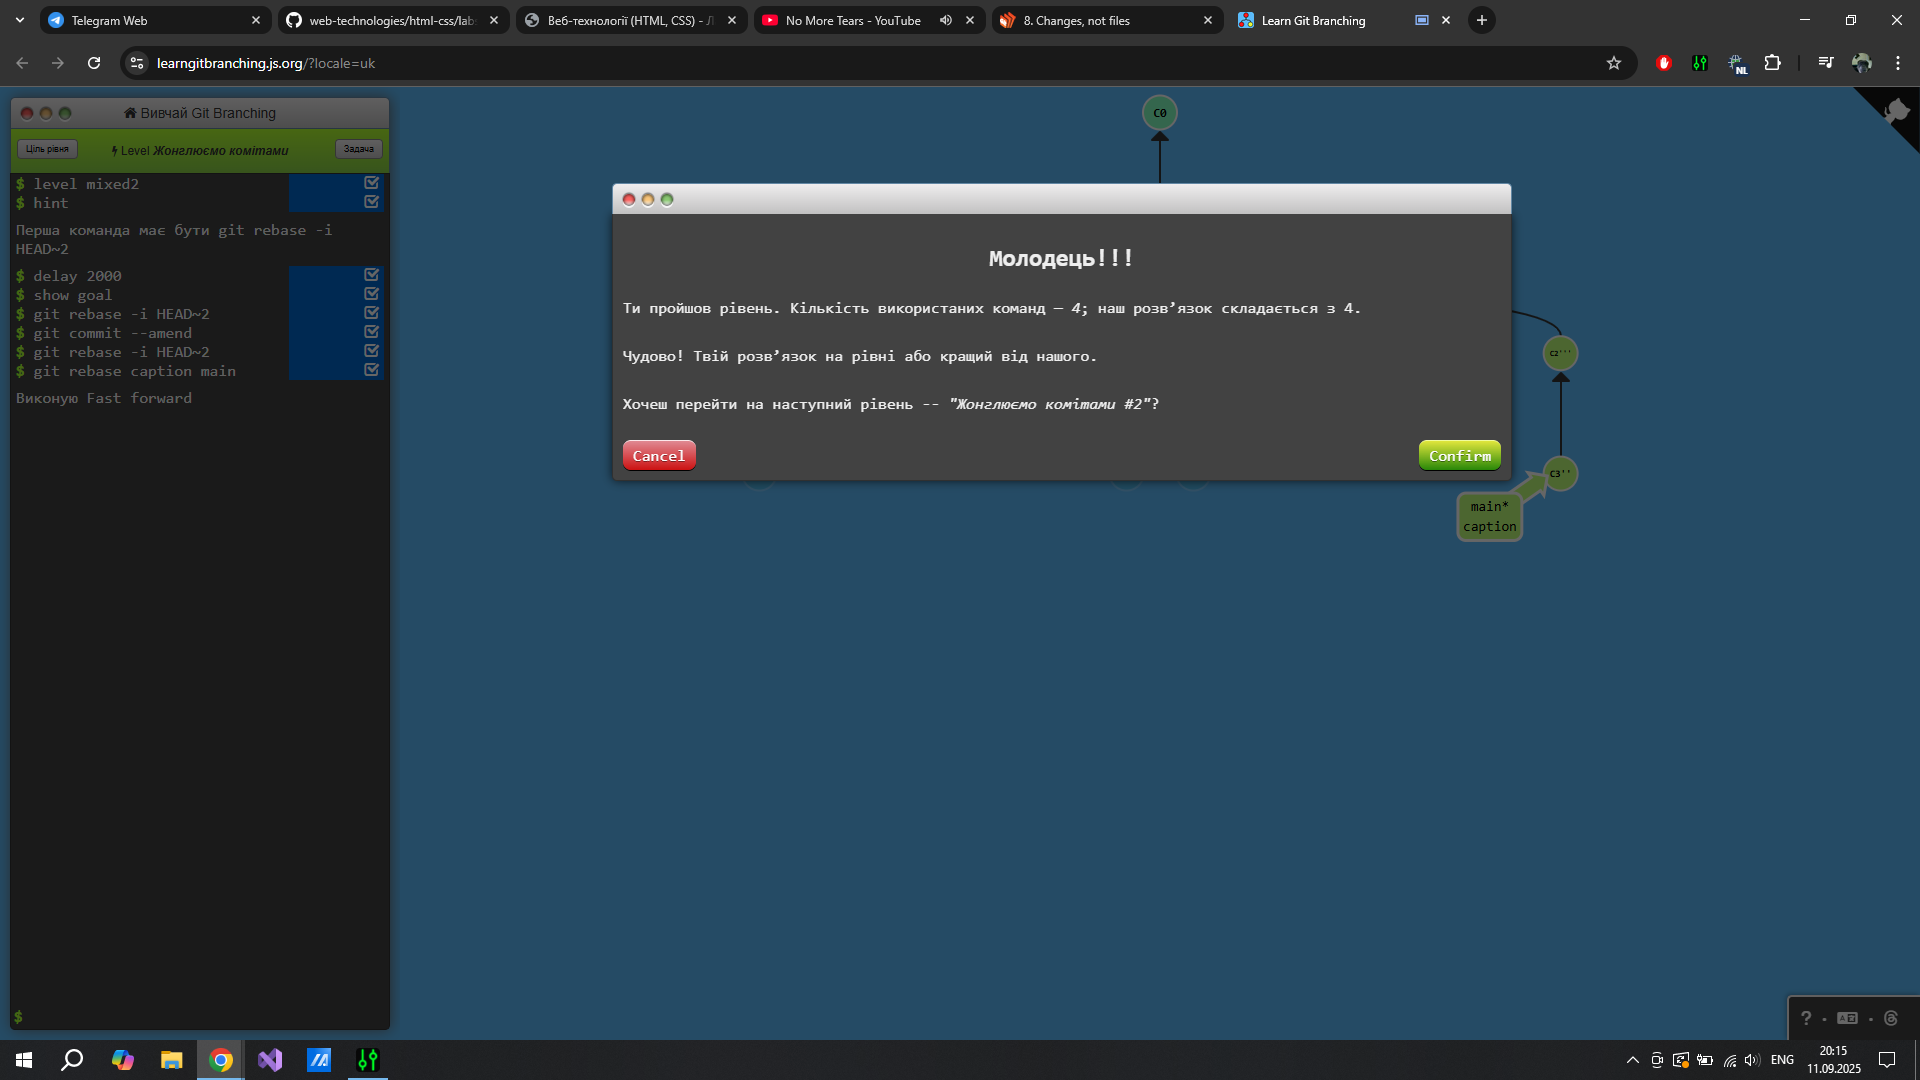 Telegram Web
web-technologies/html-css/lab
Веб-технології (HTML, CSS) - Л
No More Tears - YouTube
8. Changes, not files
Learn Git Branching
learngitbranching.js.org/?locale=uk
NL
Вивчай Git Branching
Ціль рівня
Level Жонглюємо комітами
Задача
$ level mixed2
$ hint
Перша команда має бути git rebase -i
HEAD~2
$ delay 2000
$ show goal
$ git rebase -i HEAD~2
$ git commit --amend
$ git rebase -i HEAD~2
$ git rebase caption main
Виконую Fast forward
$
C0
Молодець!!!
Ти пройшов рівень. Кількість використаних команд — 4; наш розв’язок складається з 4.
Чудово! Твій розв’язок на рівні або кращий від нашого.
Хочеш перейти на наступний рівень -- "Жонглюємо комітами #2"?
Cancel
Confirm
C2'''
C3''
main*
caption
?
ENG
20:15
11.09.2025